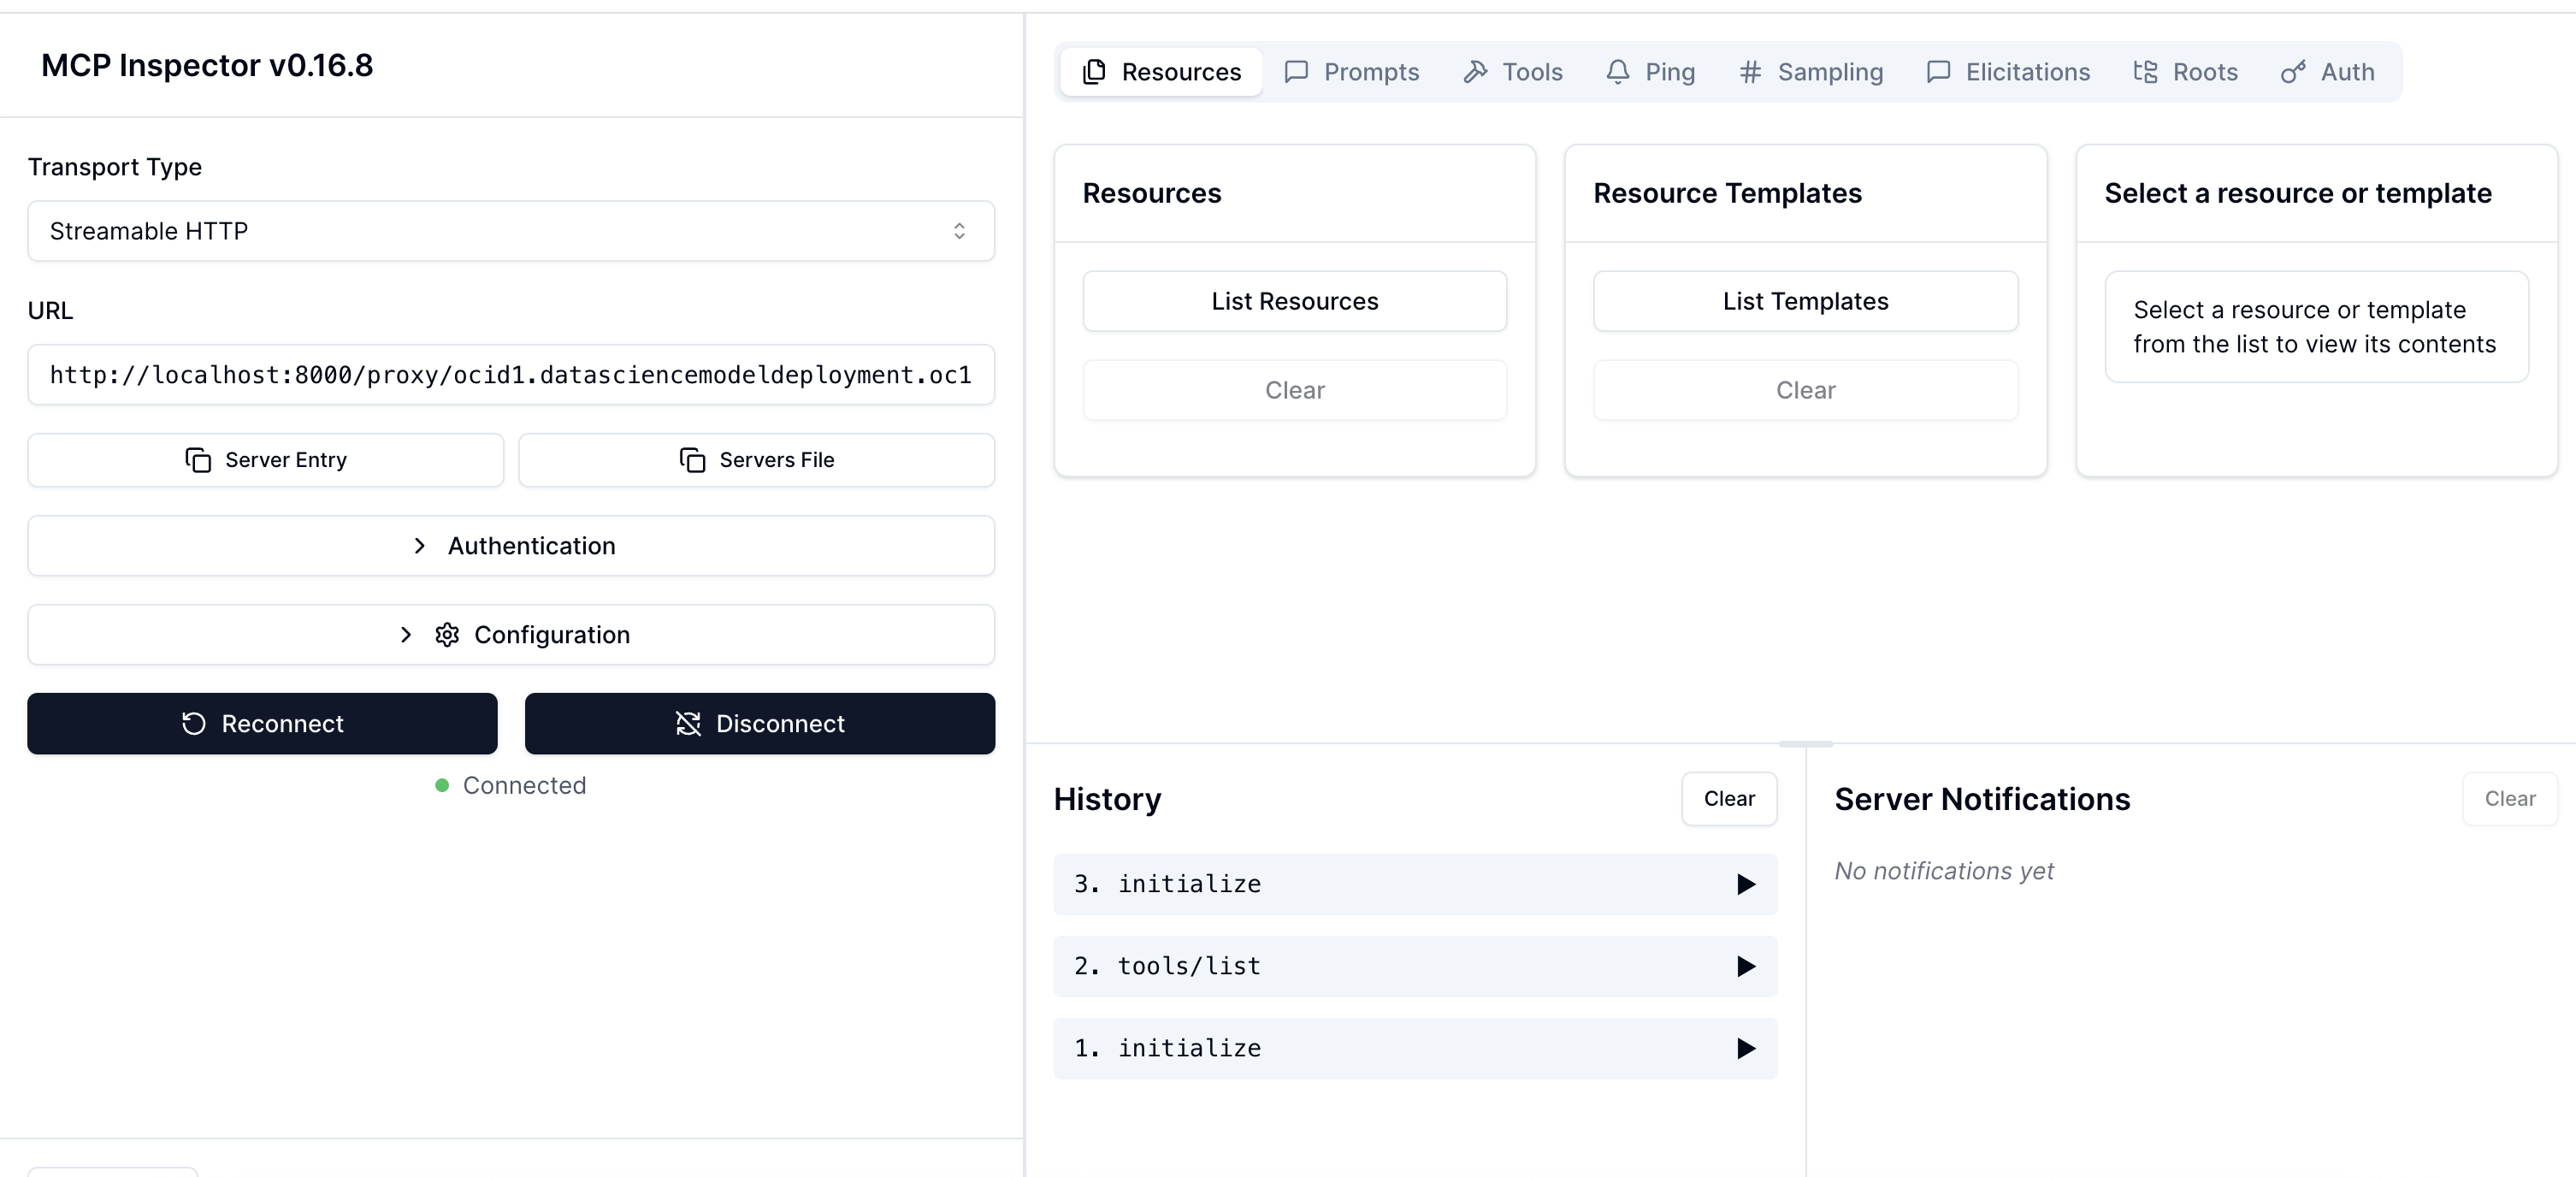 MCP Inspector v0.16.8
Transport Type
Streamable HTTP
URL
http://localhost:8000/proxy/ocid1.datasciencemodeldeployment.oc1
Server Entry
Servers File
Authentication
Configuration
Reconnect
Disconnect
Connected
Resources
Prompts
Tools
Ping
Sampling
Elicitations
Roots
Auth
Resources
List Resources
Clear
Resource Templates
List Templates
Clear
Select a resource or template
Select a resource or template
from the list to view its contents
History
Clear
3. initialize
2. tools/list
1. initialize
Server Notifications
Clear
No notifications yet